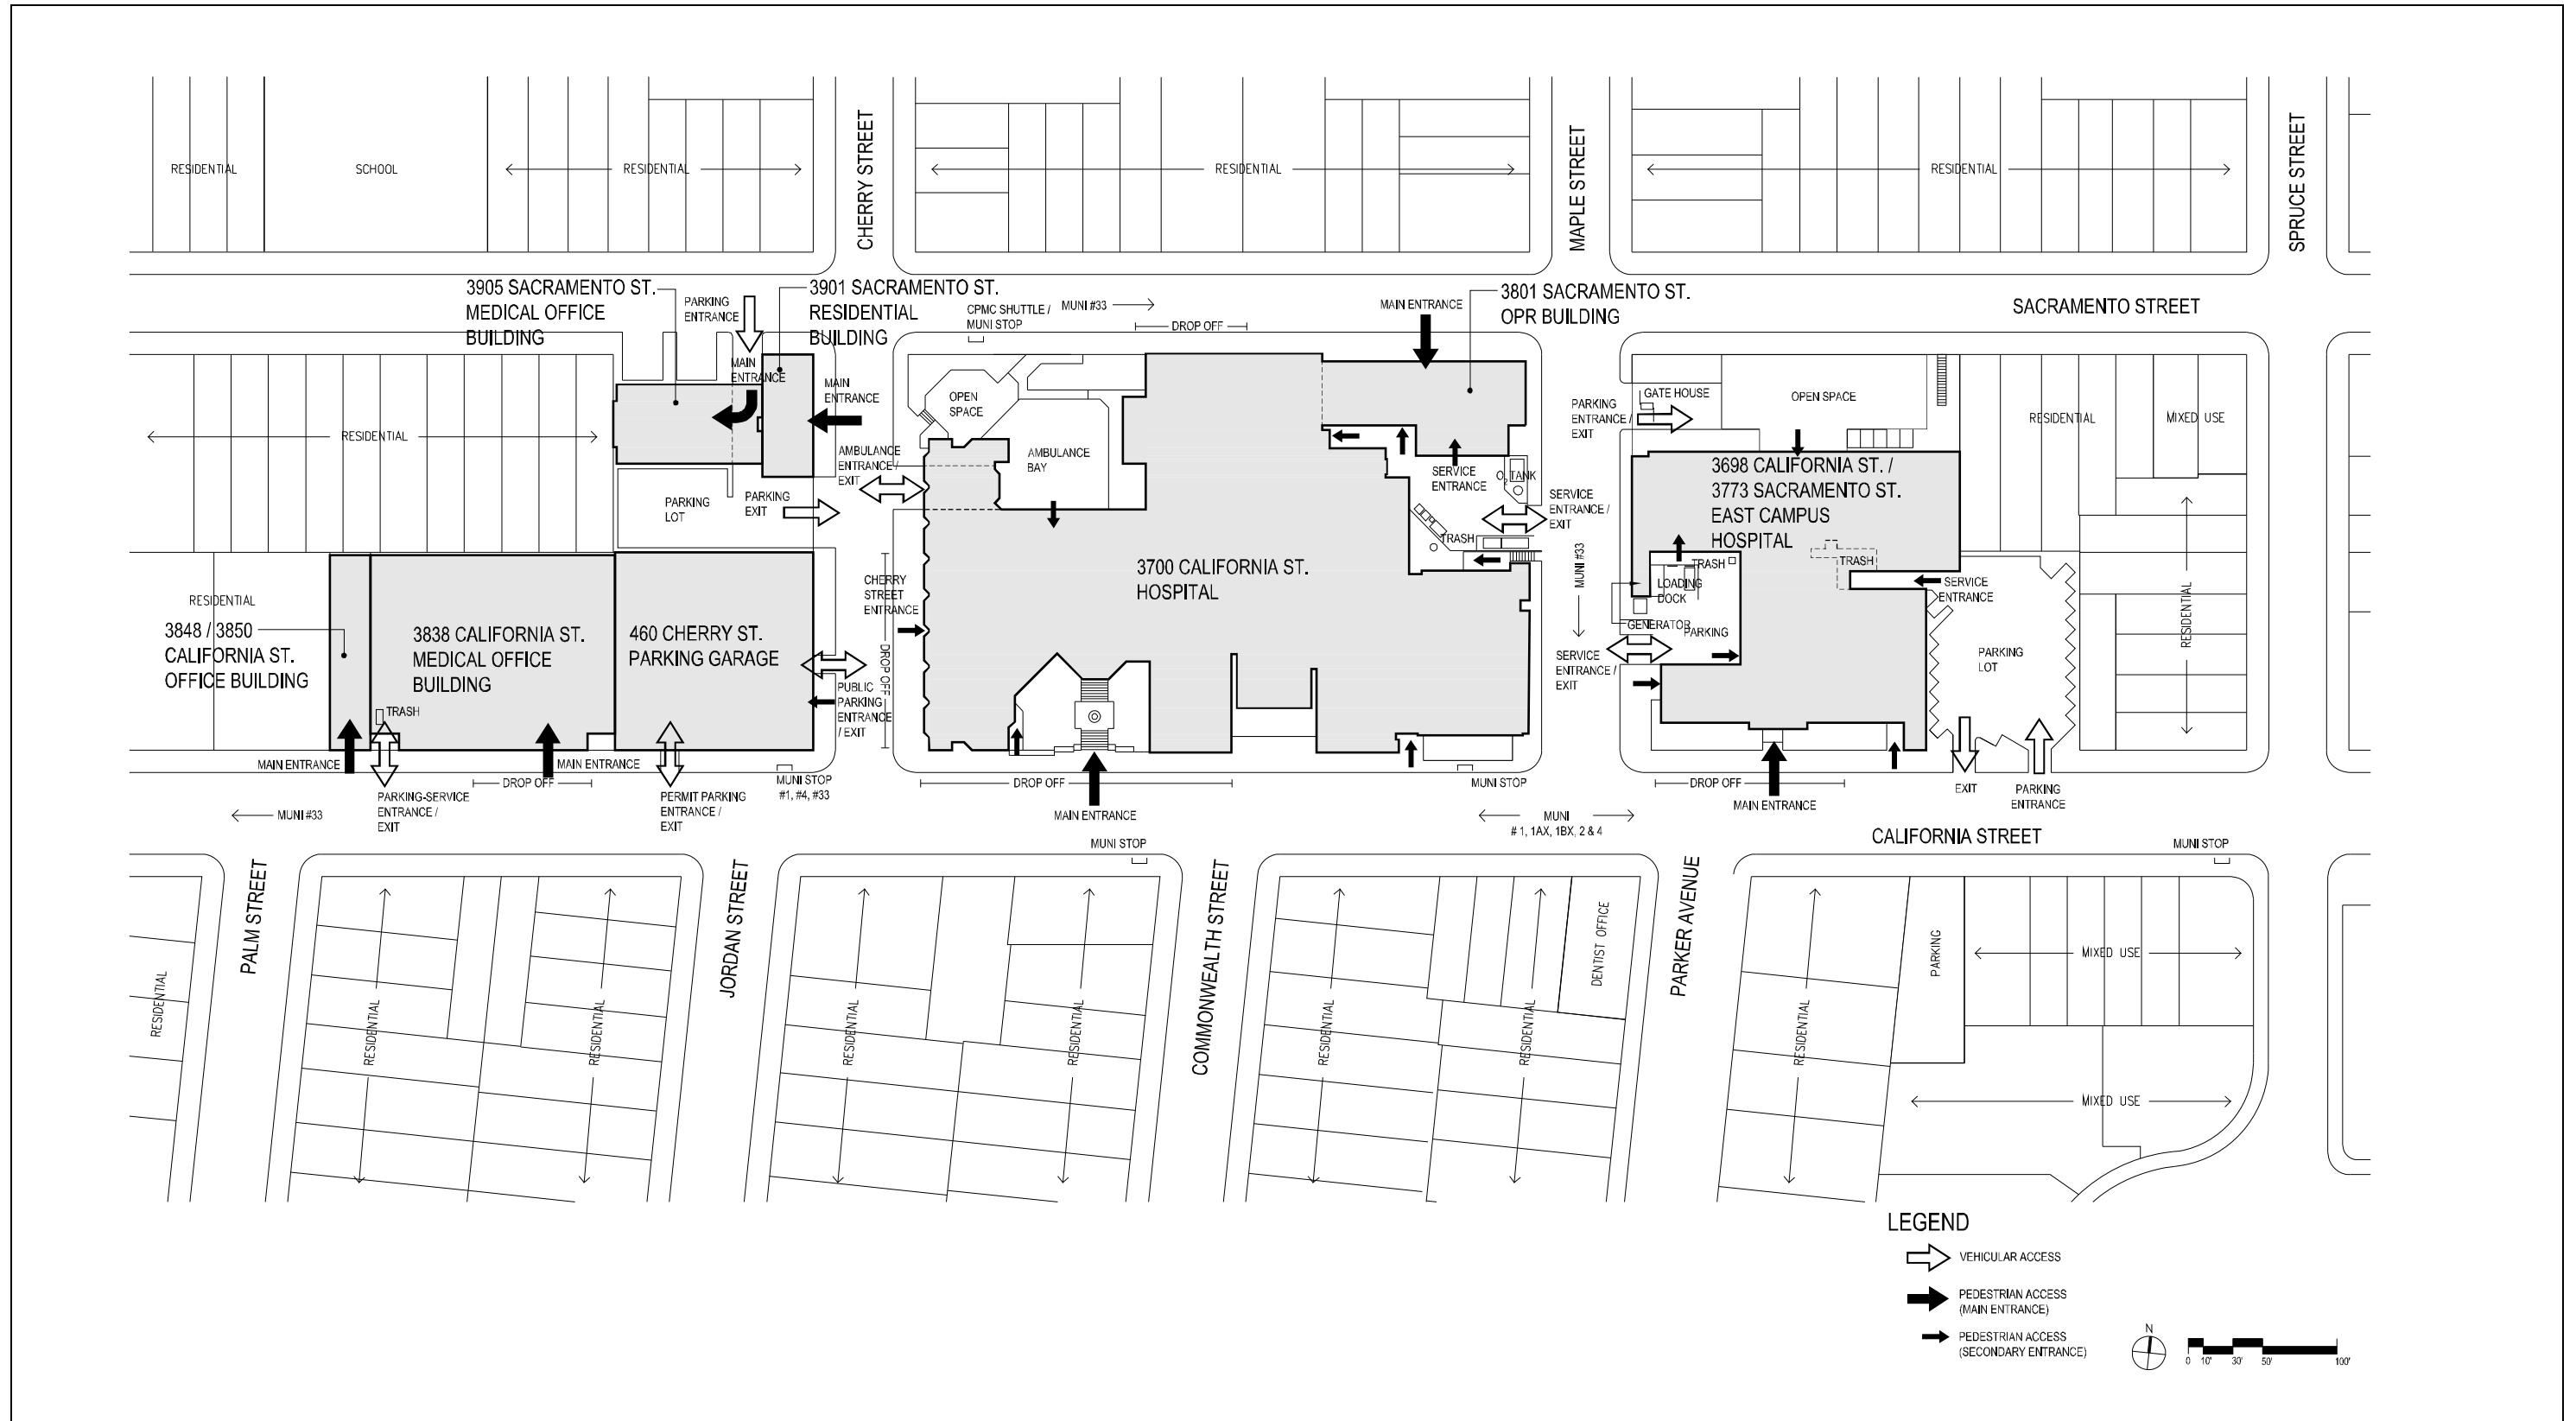 RESIDENTIAL
SCHOOL
RESIDENTIAL
CHERRY STREET
RESIDENTIAL
MAPLE STREET
RESIDENTIAL
SPRUCE STREET
3905 SACRAMENTO ST.
MEDICAL OFFICE
BUILDING
PARKING
ENTRANCE
3901 SACRAMENTO ST.
RESIDENTIAL
BUILDING
CPMC SHUTTLE /
MUNI STOP
MUNI #33
DROP OFF
MAIN ENTRANCE
3801 SACRAMENTO ST.
OPR BUILDING
SACRAMENTO STREET
MAIN
ENTRANCE
MAIN
ENTRANCE
OPEN
SPACE
PARKING
ENTRANCE /
EXIT
GATE HOUSE
OPEN SPACE
RESIDENTIAL
MIXED USE
RESIDENTIAL
AMBULANCE
ENTRANCE /
EXIT
AMBULANCE
BAY
SERVICE
ENTRANCE
O2 TANK
3698 CALIFORNIA ST. /
3773 SACRAMENTO ST.
EAST CAMPUS
HOSPITAL
PARKING
LOT
PARKING
EXIT
SERVICE
ENTRANCE /
EXIT
TRASH
MUNI #33
3700 CALIFORNIA ST.
HOSPITAL
TRASH
TRASH
LOADING
DOCK
SERVICE
ENTRANCE
RESIDENTIAL
CHERRY
STREET
ENTRANCE
RESIDENTIAL
3848 / 3850
CALIFORNIA ST.
OFFICE BUILDING
3838 CALIFORNIA ST.
MEDICAL OFFICE
BUILDING
460 CHERRY ST.
PARKING GARAGE
DROP OFF
GENERATOR
PARKING
SERVICE
ENTRANCE /
EXIT
PARKING
LOT
PUBLIC
PARKING
ENTRANCE
/ EXIT
TRASH
MAIN ENTRANCE
MAIN ENTRANCE
DROP OFF
MUNI STOP
#1, #4, #33
DROP OFF
MUNI STOP
DROP OFF
EXIT
PARKING
ENTRANCE
MUNI #33
PARKING-SERVICE
ENTRANCE /
EXIT
PERMIT PARKING
ENTRANCE /
EXIT
MAIN ENTRANCE
MUNI
# 1, 1AX, 1BX, 2 & 4
MAIN ENTRANCE
CALIFORNIA STREET
MUNI STOP
MUNI STOP
PALM STREET
JORDAN STREET
COMMONWEALTH STREET
PARKER AVENUE
RESIDENTIAL
RESIDENTIAL
RESIDENTIAL
RESIDENTIAL
RESIDENTIAL
RESIDENTIAL
RESIDENTIAL
DENTIST OFFICE
RESIDENTIAL
PARKING
MIXED USE
MIXED USE
LEGEND
VEHICULAR ACCESS
PEDESTRIAN ACCESS
(MAIN ENTRANCE)
PEDESTRIAN ACCESS
(SECONDARY ENTRANCE)
N
0 10' 30' 50' 100'